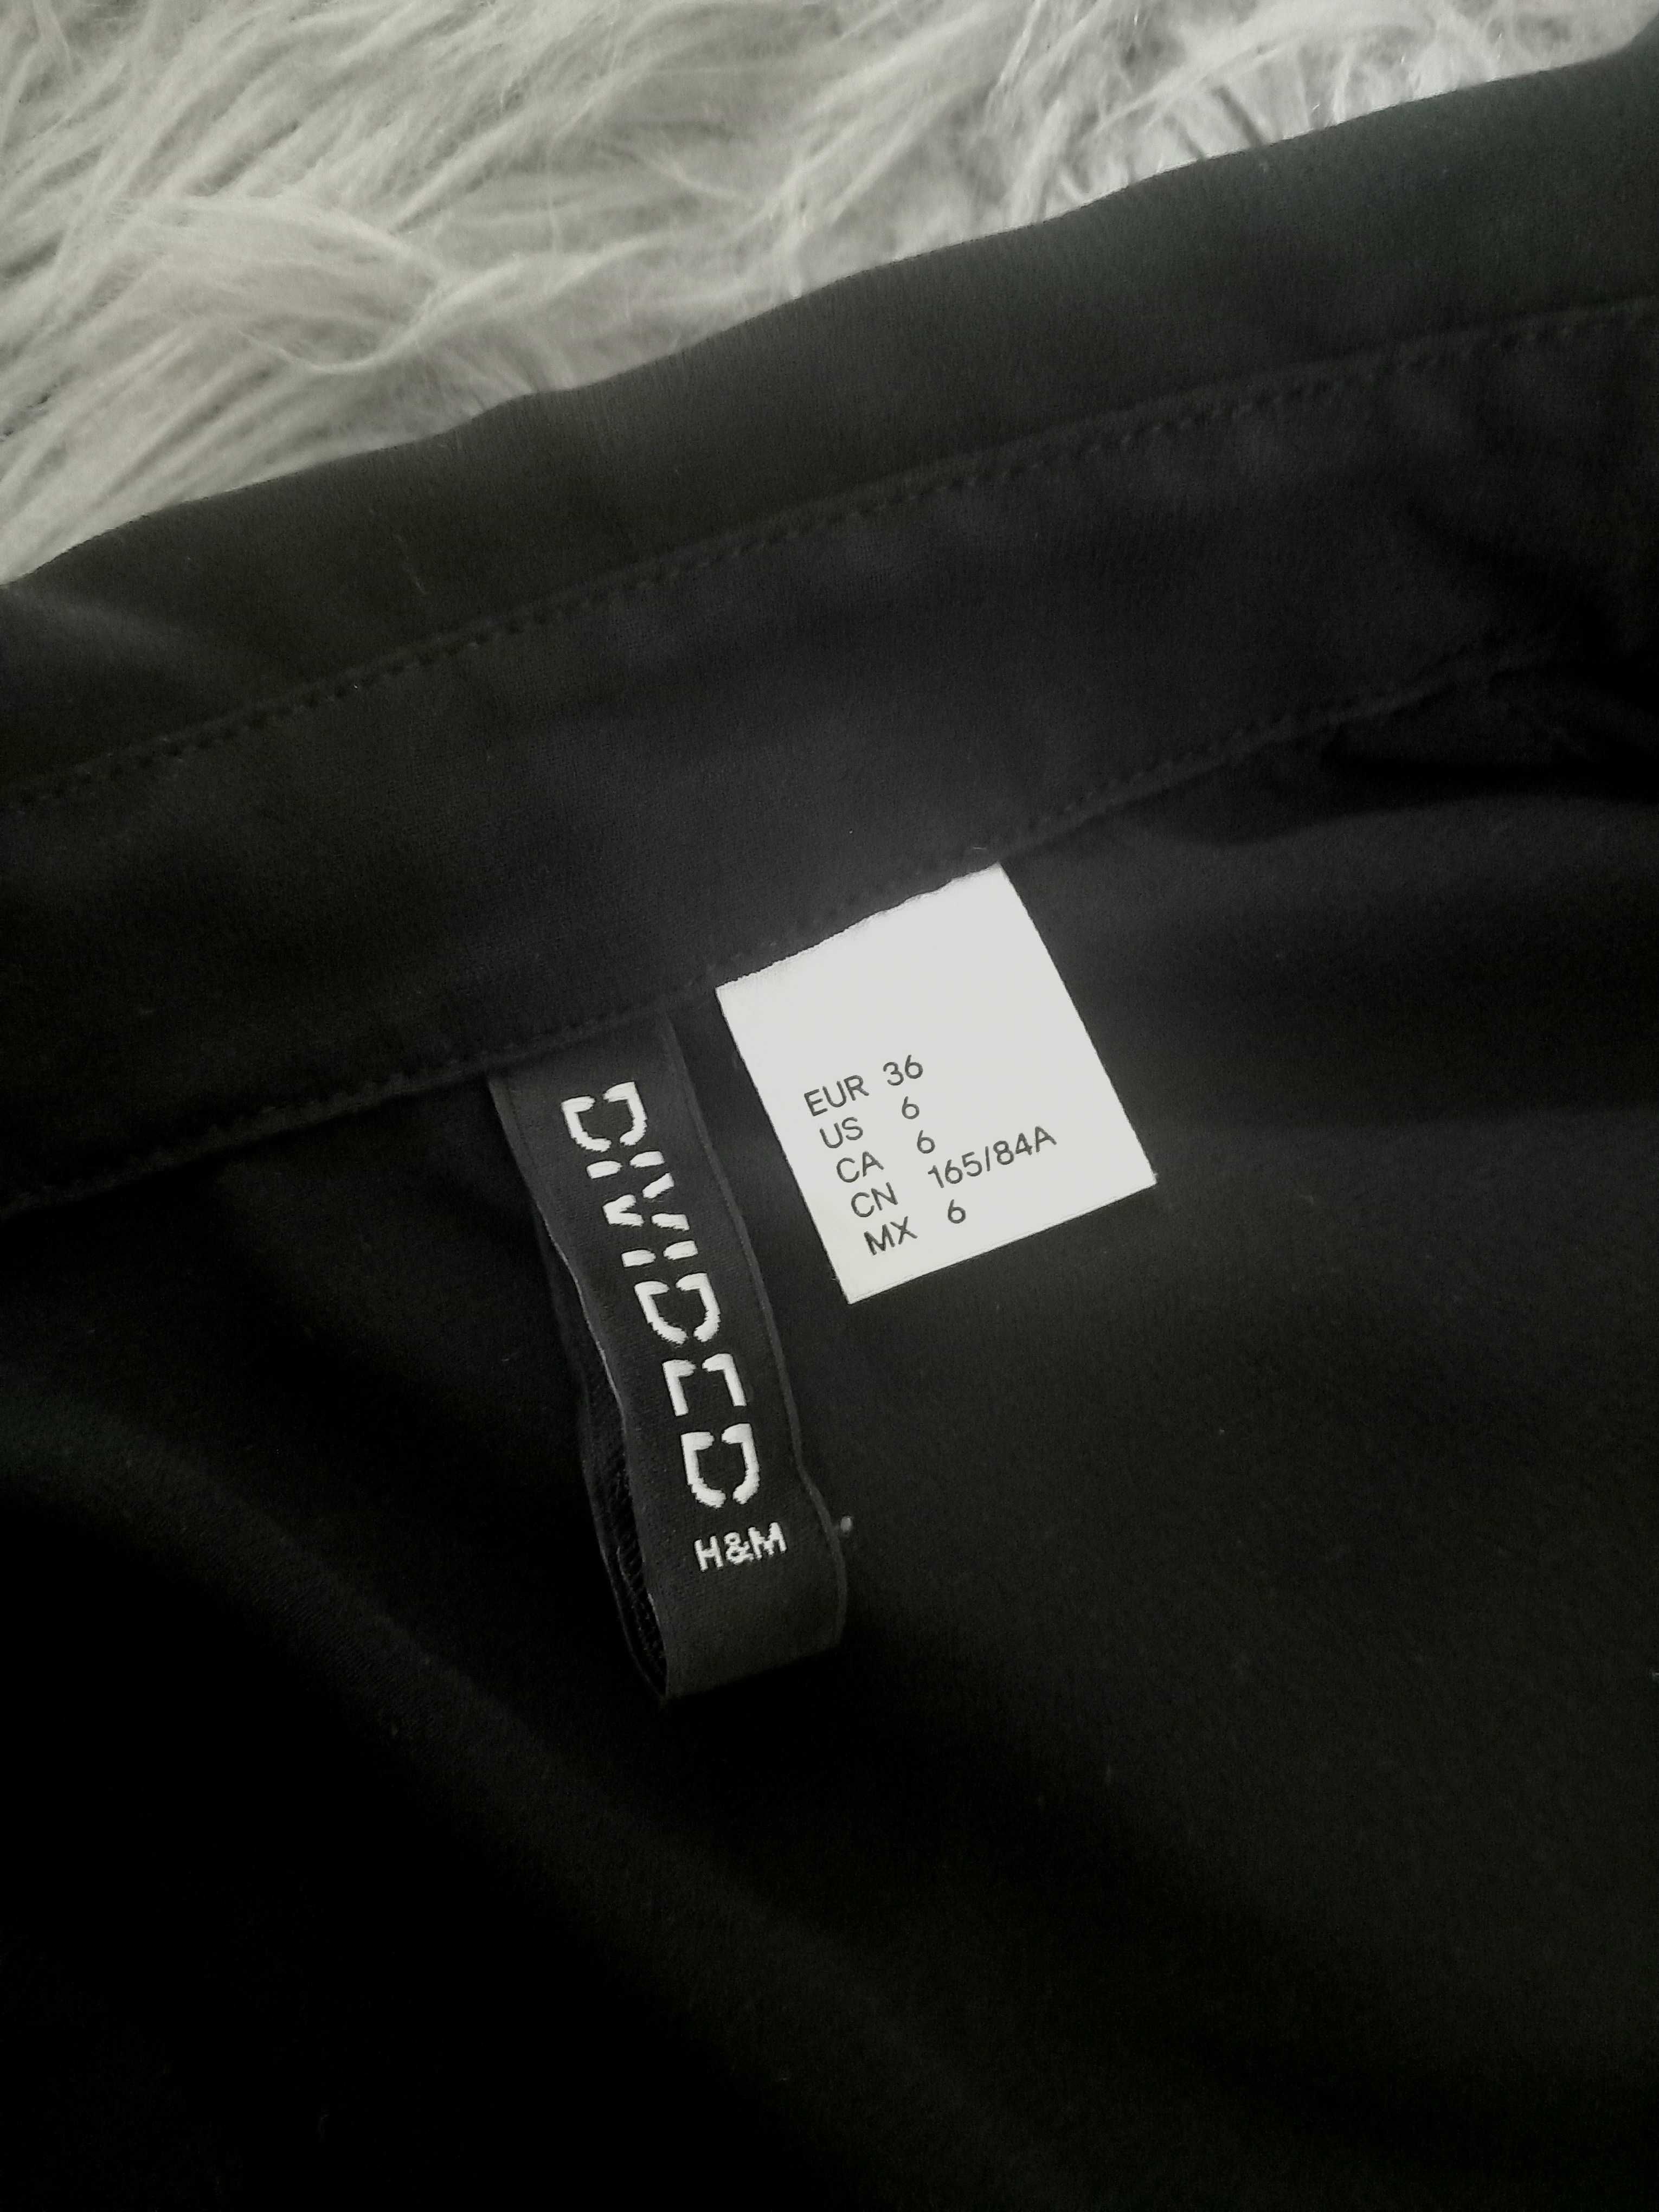 DIVIDED
H&M
EUR 36
US 6
CA 6
CN 165/84A
MX 6